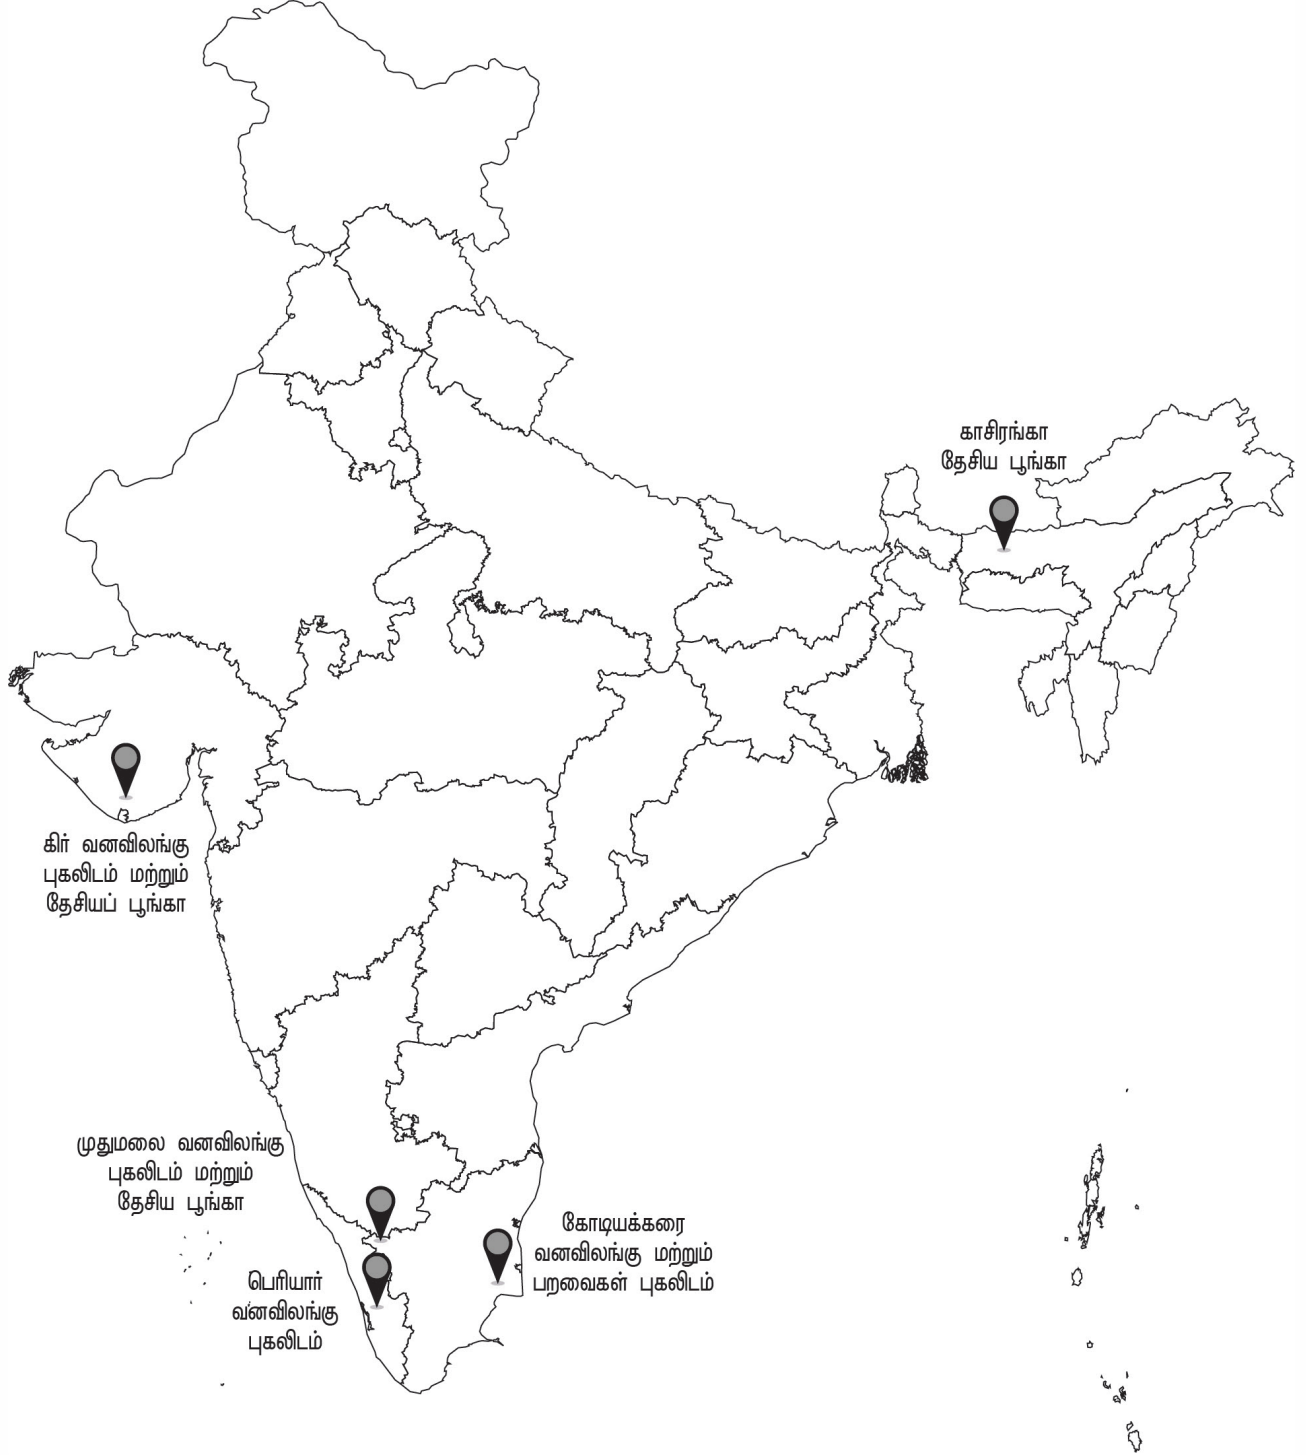 காசிரங்கா
தேசிய பூங்கா
கிர் வனவிலங்கு
புகலிடம் மற்றும்
தேசியப் பூங்கா
முதுமலை வனவிலங்கு
புகலிடம் மற்றும்
தேசிய பூங்கா
கோடியக்கரை
வனவிலங்கு மற்றும்
பறவைகள் புகலிடம்
பெரியார்
வனவிலங்கு
புகலிடம்